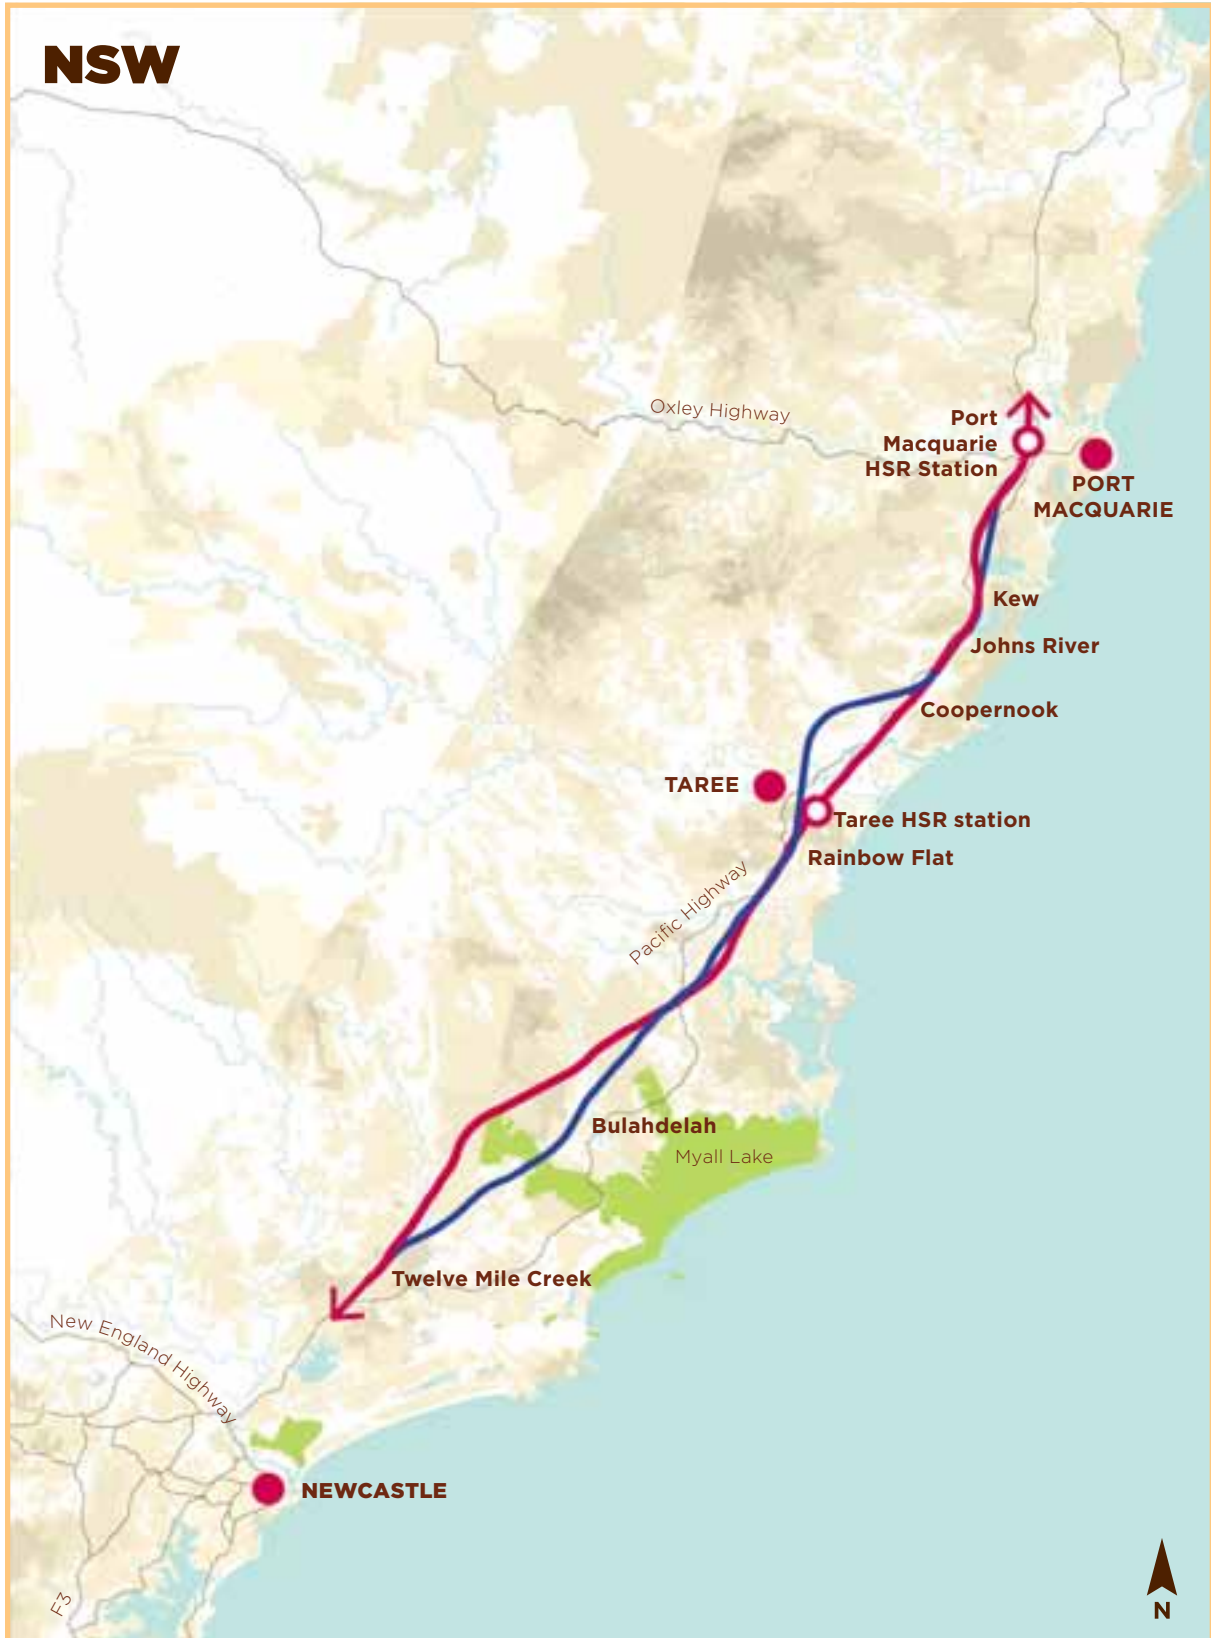 NSW
Oxley Highway
Port
Macquarie
HSR Station
PORT
MACQUARIE
Kew
Johns River
Coopernook
TAREE
Taree HSR station
Rainbow Flat
Pacific Highway
Bulahdelah
Myall Lake
Twelve Mile Creek
New England Highway
NEWCASTLE
F3
N